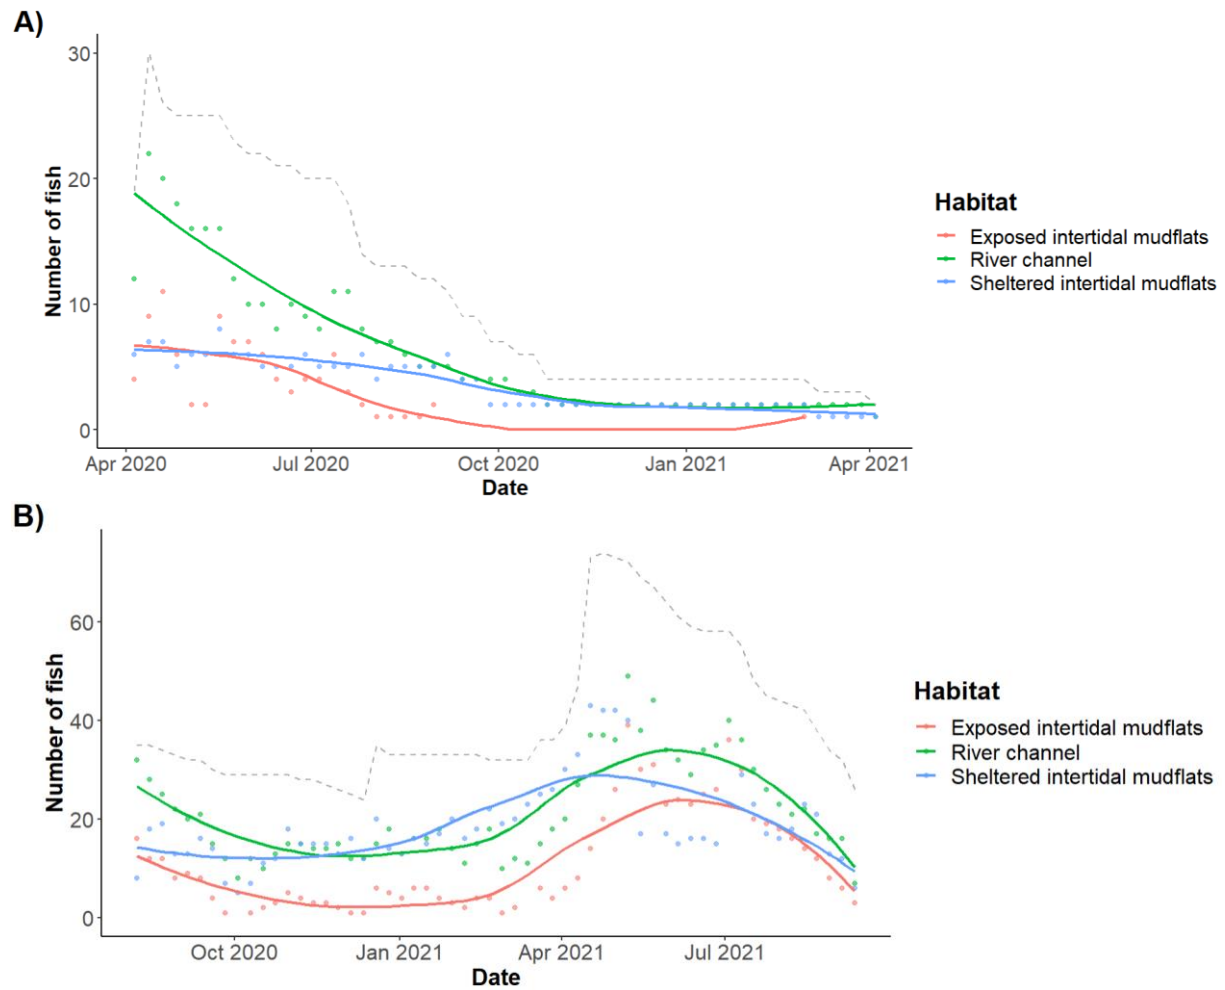 A)
30
20
10
0
Number of fish
Apr 2020
Jul 2020
Oct 2020
Jan 2021
Apr 2021
Date
Habitat
Exposed intertidal mudflats
River channel
Sheltered intertidal mudflats
B)
60
40
20
0
Number of fish
Oct 2020
Jan 2021
Apr 2021
Jul 2021
Date
Habitat
Exposed intertidal mudflats
River channel
Sheltered intertidal mudflats